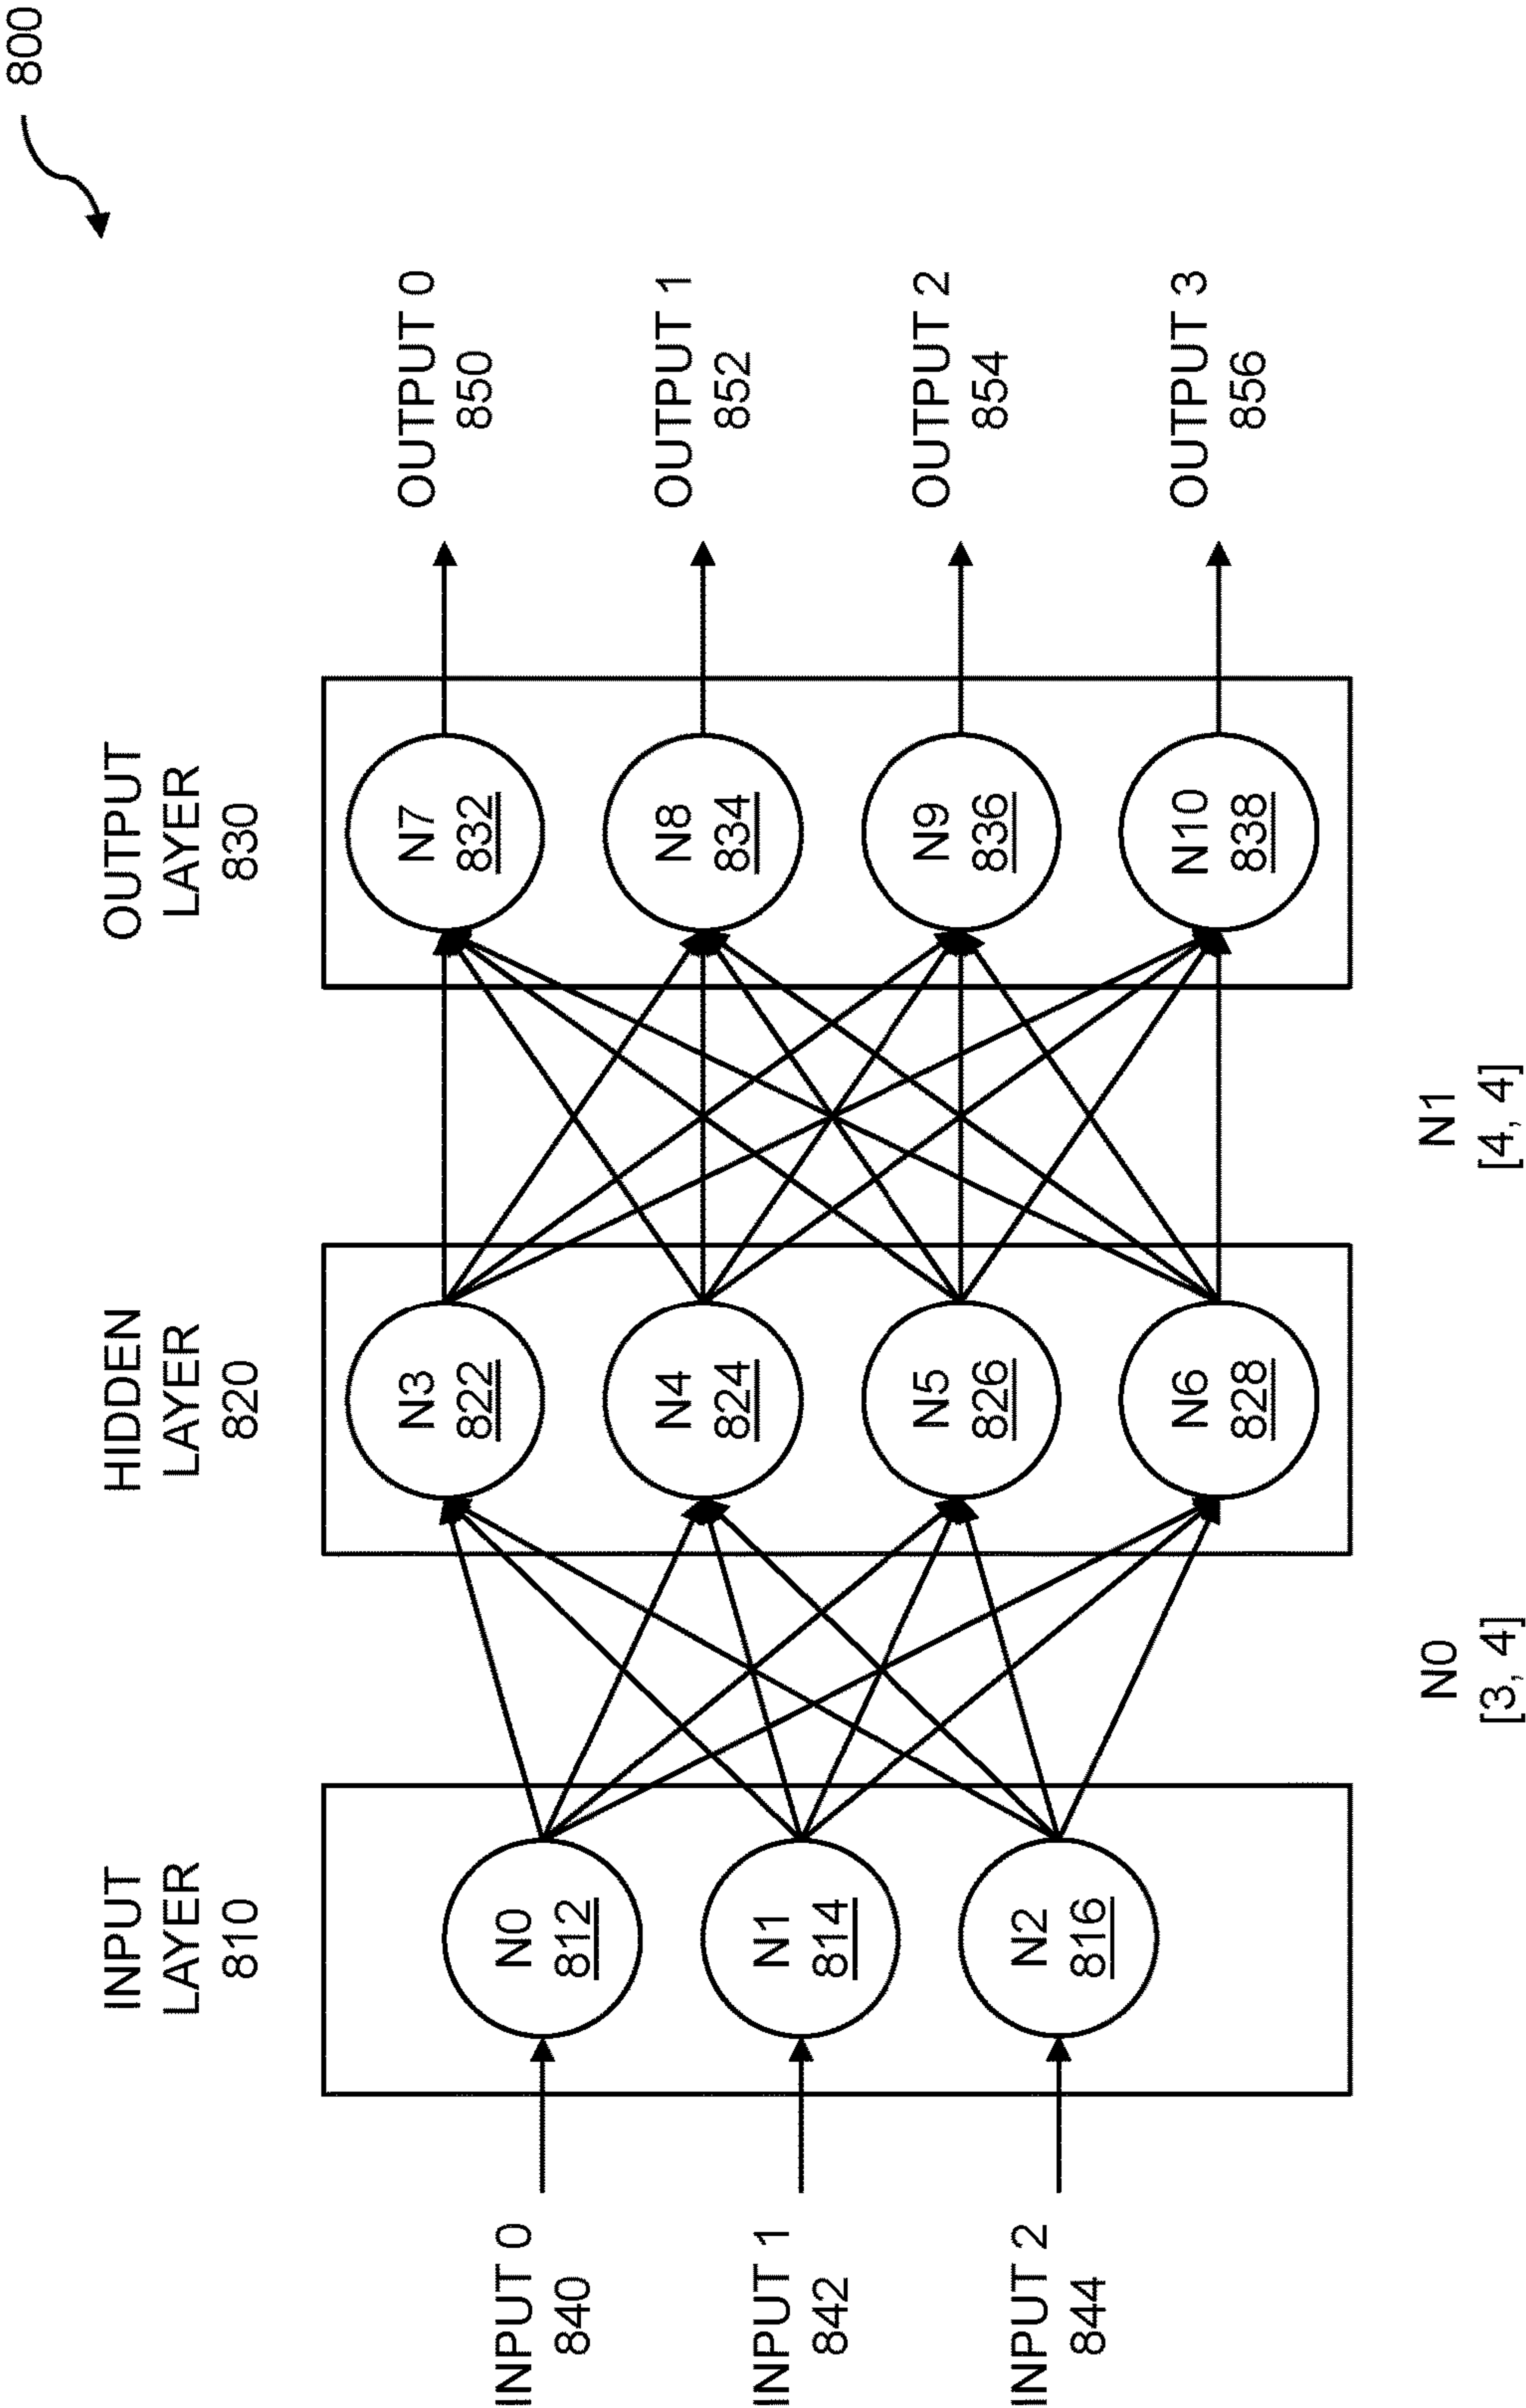 800
INPUT
LAYER
810
HIDDEN
LAYER
820
OUTPUT
LAYER
830
INPUT 0
840
N0
812
N3
822
N7
832
OUTPUT 0
850
INPUT 1
842
N1
814
N4
824
N8
834
OUTPUT 1
852
INPUT 2
844
N2
816
N5
826
N9
836
OUTPUT 2
854
N6
828
N10
838
OUTPUT 3
856
N0
[3, 4]
N1
[4, 4]